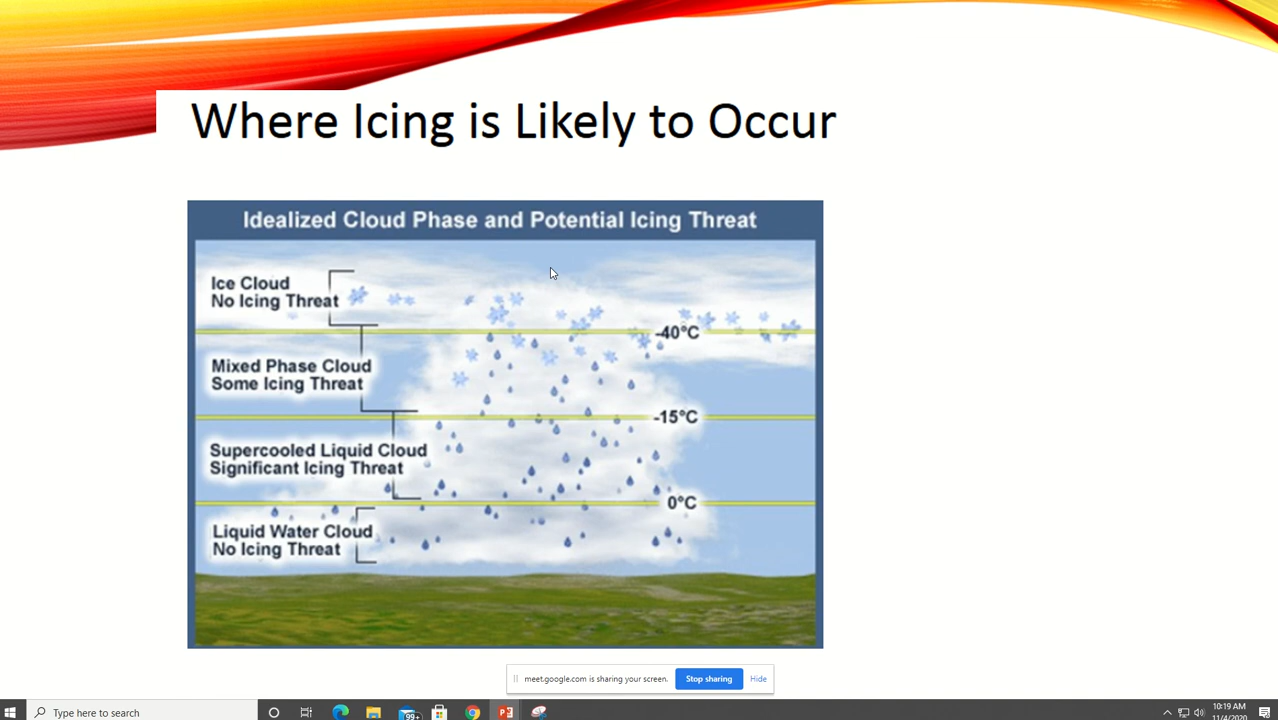 Where Icing is Likely to Occur
Idealized Cloud Phase and Potential Icing Threat
Ice Cloud
No Icing Threat
-40°C
Mixed Phase Cloud
Some Icing Threat
-15°C
Supercooled Liquid Cloud
Significant Icing Threat
0°C
Liquid Water Cloud
No Icing Threat
meet.google.com is sharing your screen.
Stop sharing
Hide
Type here to search
99+
10:19 AM
11/4/2020